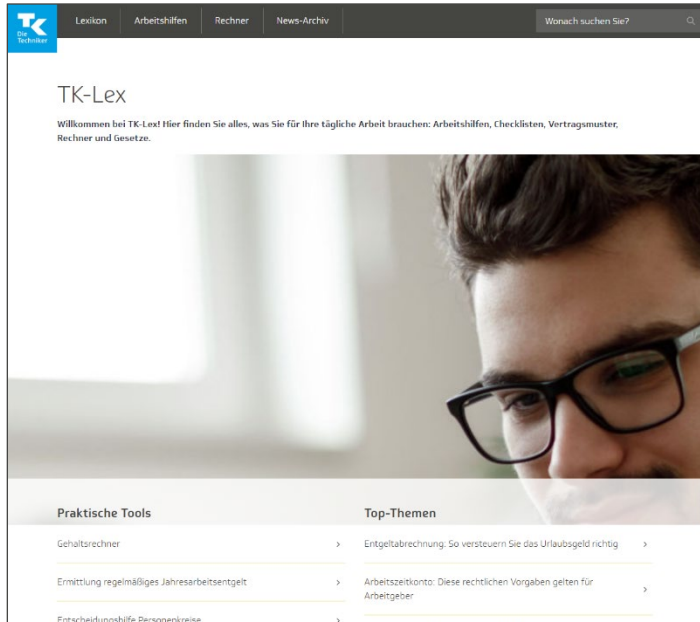 TK
Die
Techniker
Lexikon
Arbeitshilfen
Rechner
News-Archiv
Wonach suchen Sie?
TK-Lex
Willkommen bei TK-Lex! Hier finden Sie alles, was Sie für Ihre tägliche Arbeit brauchen: Arbeitshilfen, Checklisten, Vertragsmuster,
Rechner und Gesetze.
Praktische Tools
Gehaltsrechner
Ermittlung regelmäßiges Jahresarbeitsentgelt
Entscheidungshilfe Personenkreise
Top-Themen
Entgeltabrechnung: So versteuern Sie das Urlaubsgeld richtig
Arbeitszeitkonto: Diese rechtlichen Vorgaben gelten für
Arbeitgeber